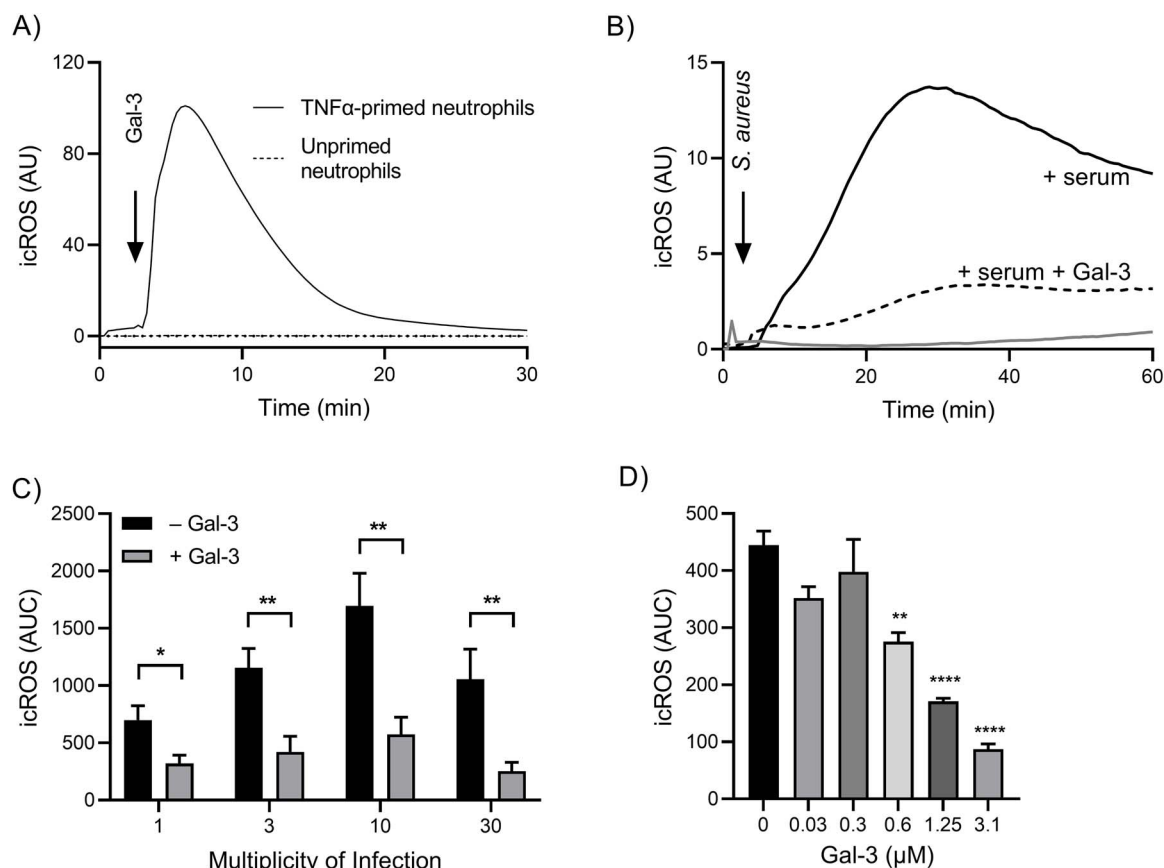 A)
120
80
40
0
0
10
20
30
icROS (AU)
Time (min)
Gal-3
TNFα-primed neutrophils
Unprimed
neutrophils
B)
15
10
5
0
0
20
40
60
icROS (AU)
Time (min)
S. aureus
+ serum
+ serum + Gal-3
C)
2500
2000
1500
1000
500
0
icROS (AUC)
– Gal-3
+ Gal-3
*
**
**
**
1
3
10
30
Multiplicity of Infection
D)
500
400
300
200
100
0
icROS (AUC)
**
****
****
0
0.03
0.3
0.6
1.25
3.1
Gal-3 (µM)